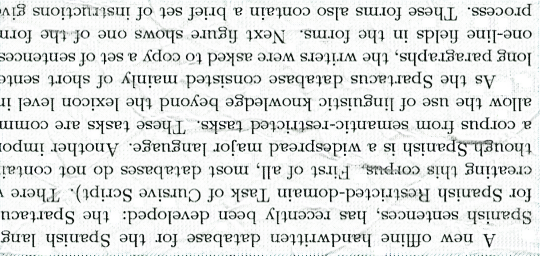 A new offline handwritten database for the Spanish lang
Spanish sentences, has recently been developed: the Spartacu
for Spanish Restricted-domain Task of Cursive Script). There
creating this corpus. First of all, most databases do not contai
though Spanish is a widespread major language. Another impo
a corpus from semantic-restricted tasks. These tasks are comm
allow the use of linguistic knowledge beyond the lexicon level i
As the Spartacus database consisted mainly of short sente
long paragraphs, the writers were asked to copy a set of sentences
one-line fields in the forms. Next figure shows one of the form
process. These forms also contain a brief set of instructions giv